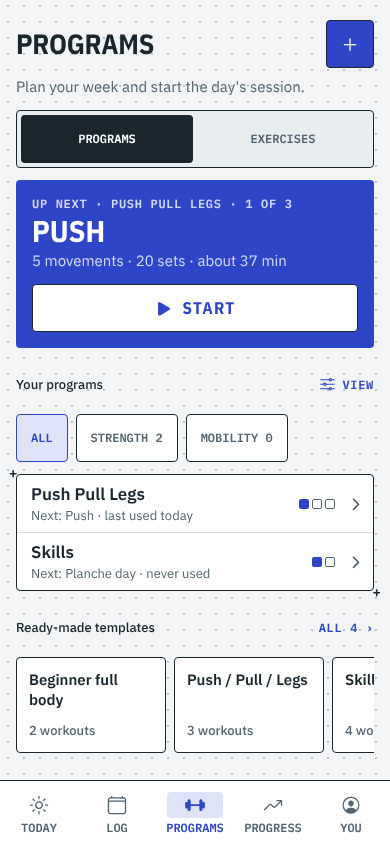 PROGRAMS
Plan your week and start the day's session.
PROGRAMS
EXERCISES
UP NEXT · PUSH PULL LEGS · 1 OF 3
PUSH
5 movements · 20 sets · about 37 min
START
Your programs
VIEW
ALL
STRENGTH 2
MOBILITY 0
Push Pull Legs
Next: Push · last used today
Skills
Next: Planche day · never used
Ready-made templates
ALL 4 ›
Beginner full
body
2 workouts
Push / Pull / Legs
3 workouts
Skill
4 wo
TODAY
LOG
PROGRAMS
PROGRESS
YOU